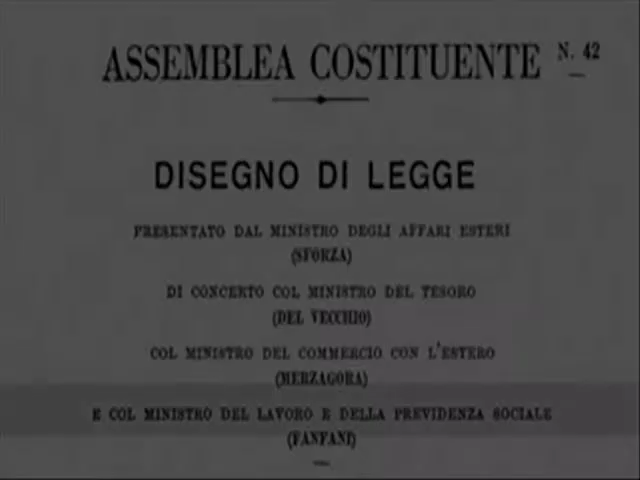 ASSEMBLEA COSTITUENTE N. 42
DISEGNO DI LEGGE
PRESENTATO DAL MINISTRO DEGLI AFFARI ESTERI
(SFORZA)
DI CONCERTO COL MINISTRO DEL TESORO
(DEL VECCHIO)
COL MINISTRO DEL COMMERCIO CON L'ESTERO
(MERZAGORA)
E COL MINISTRO DEL LAVORO E DELLA PREVIDENZA SOCIALE
(FANFANI)